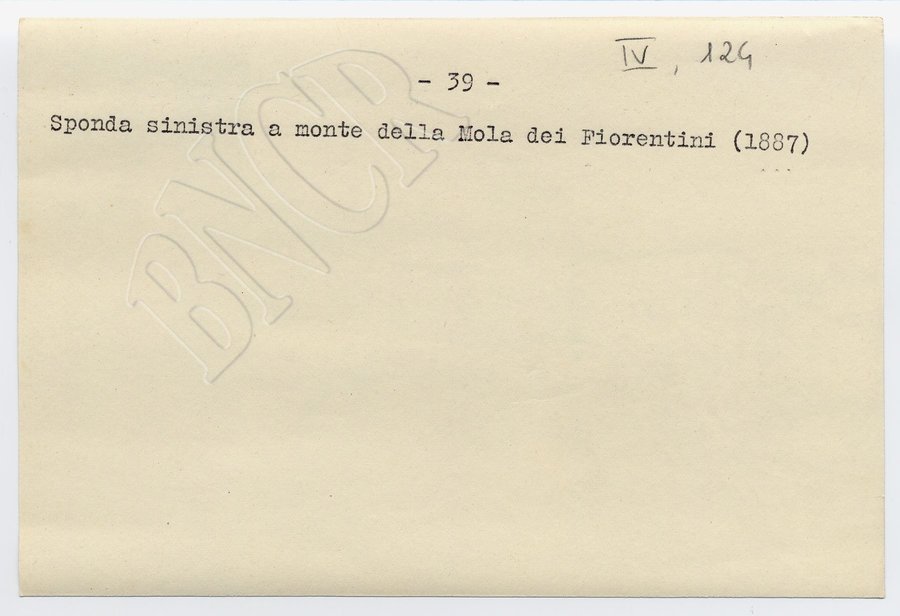 IV, 124
- 39 -
Sponda sinistra a monte della Mola dei Fiorentini (1887)
BNCR